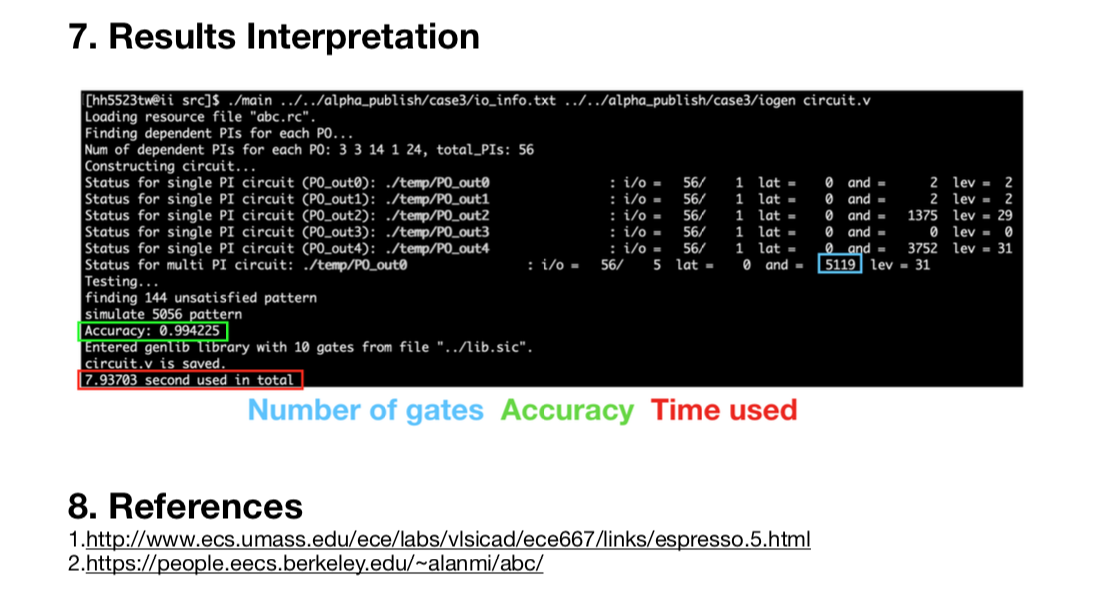 7. Results Interpretation
[hh5523tw@ii src]$ ./main ../../alpha_publish/case3/io_info.txt ../../alpha_publish/case3/iogen circuit.v
Loading resource file "abc.rc".
Finding dependent PIs for each PO...
Num of dependent PIs for each PO: 3 3 14 1 24, total_PIs: 56
Constructing circuit...
Status for single PI circuit (PO_out0): ./temp/PO_out0 : i/o = 56/ 1 lat = 0 and = 2 lev = 2
Status for single PI circuit (PO_out1): ./temp/PO_out1 : i/o = 56/ 1 lat = 0 and = 2 lev = 2
Status for single PI circuit (PO_out2): ./temp/PO_out2 : i/o = 56/ 1 lat = 0 and = 1375 lev = 29
Status for single PI circuit (PO_out3): ./temp/PO_out3 : i/o = 56/ 1 lat = 0 and = 0 lev = 0
Status for single PI circuit (PO_out4): ./temp/PO_out4 : i/o = 56/ 1 lat = 0 and = 3752 lev = 31
Status for multi PI circuit: ./temp/PO_out0 : i/o = 56/ 5 lat = 0 and = 5119 lev = 31
Testing...
finding 144 unsatisfied pattern
simulate 5056 pattern
Accuracy: 0.994225
Entered genlib library with 10 gates from file "../lib.sic".
circuit.v is saved.
7.93703 second used in total
Number of gates Accuracy Time used
8. References
1.http://www.ecs.umass.edu/ece/labs/vlsicad/ece667/links/espresso.5.html
2.https://people.eecs.berkeley.edu/~alanmi/abc/